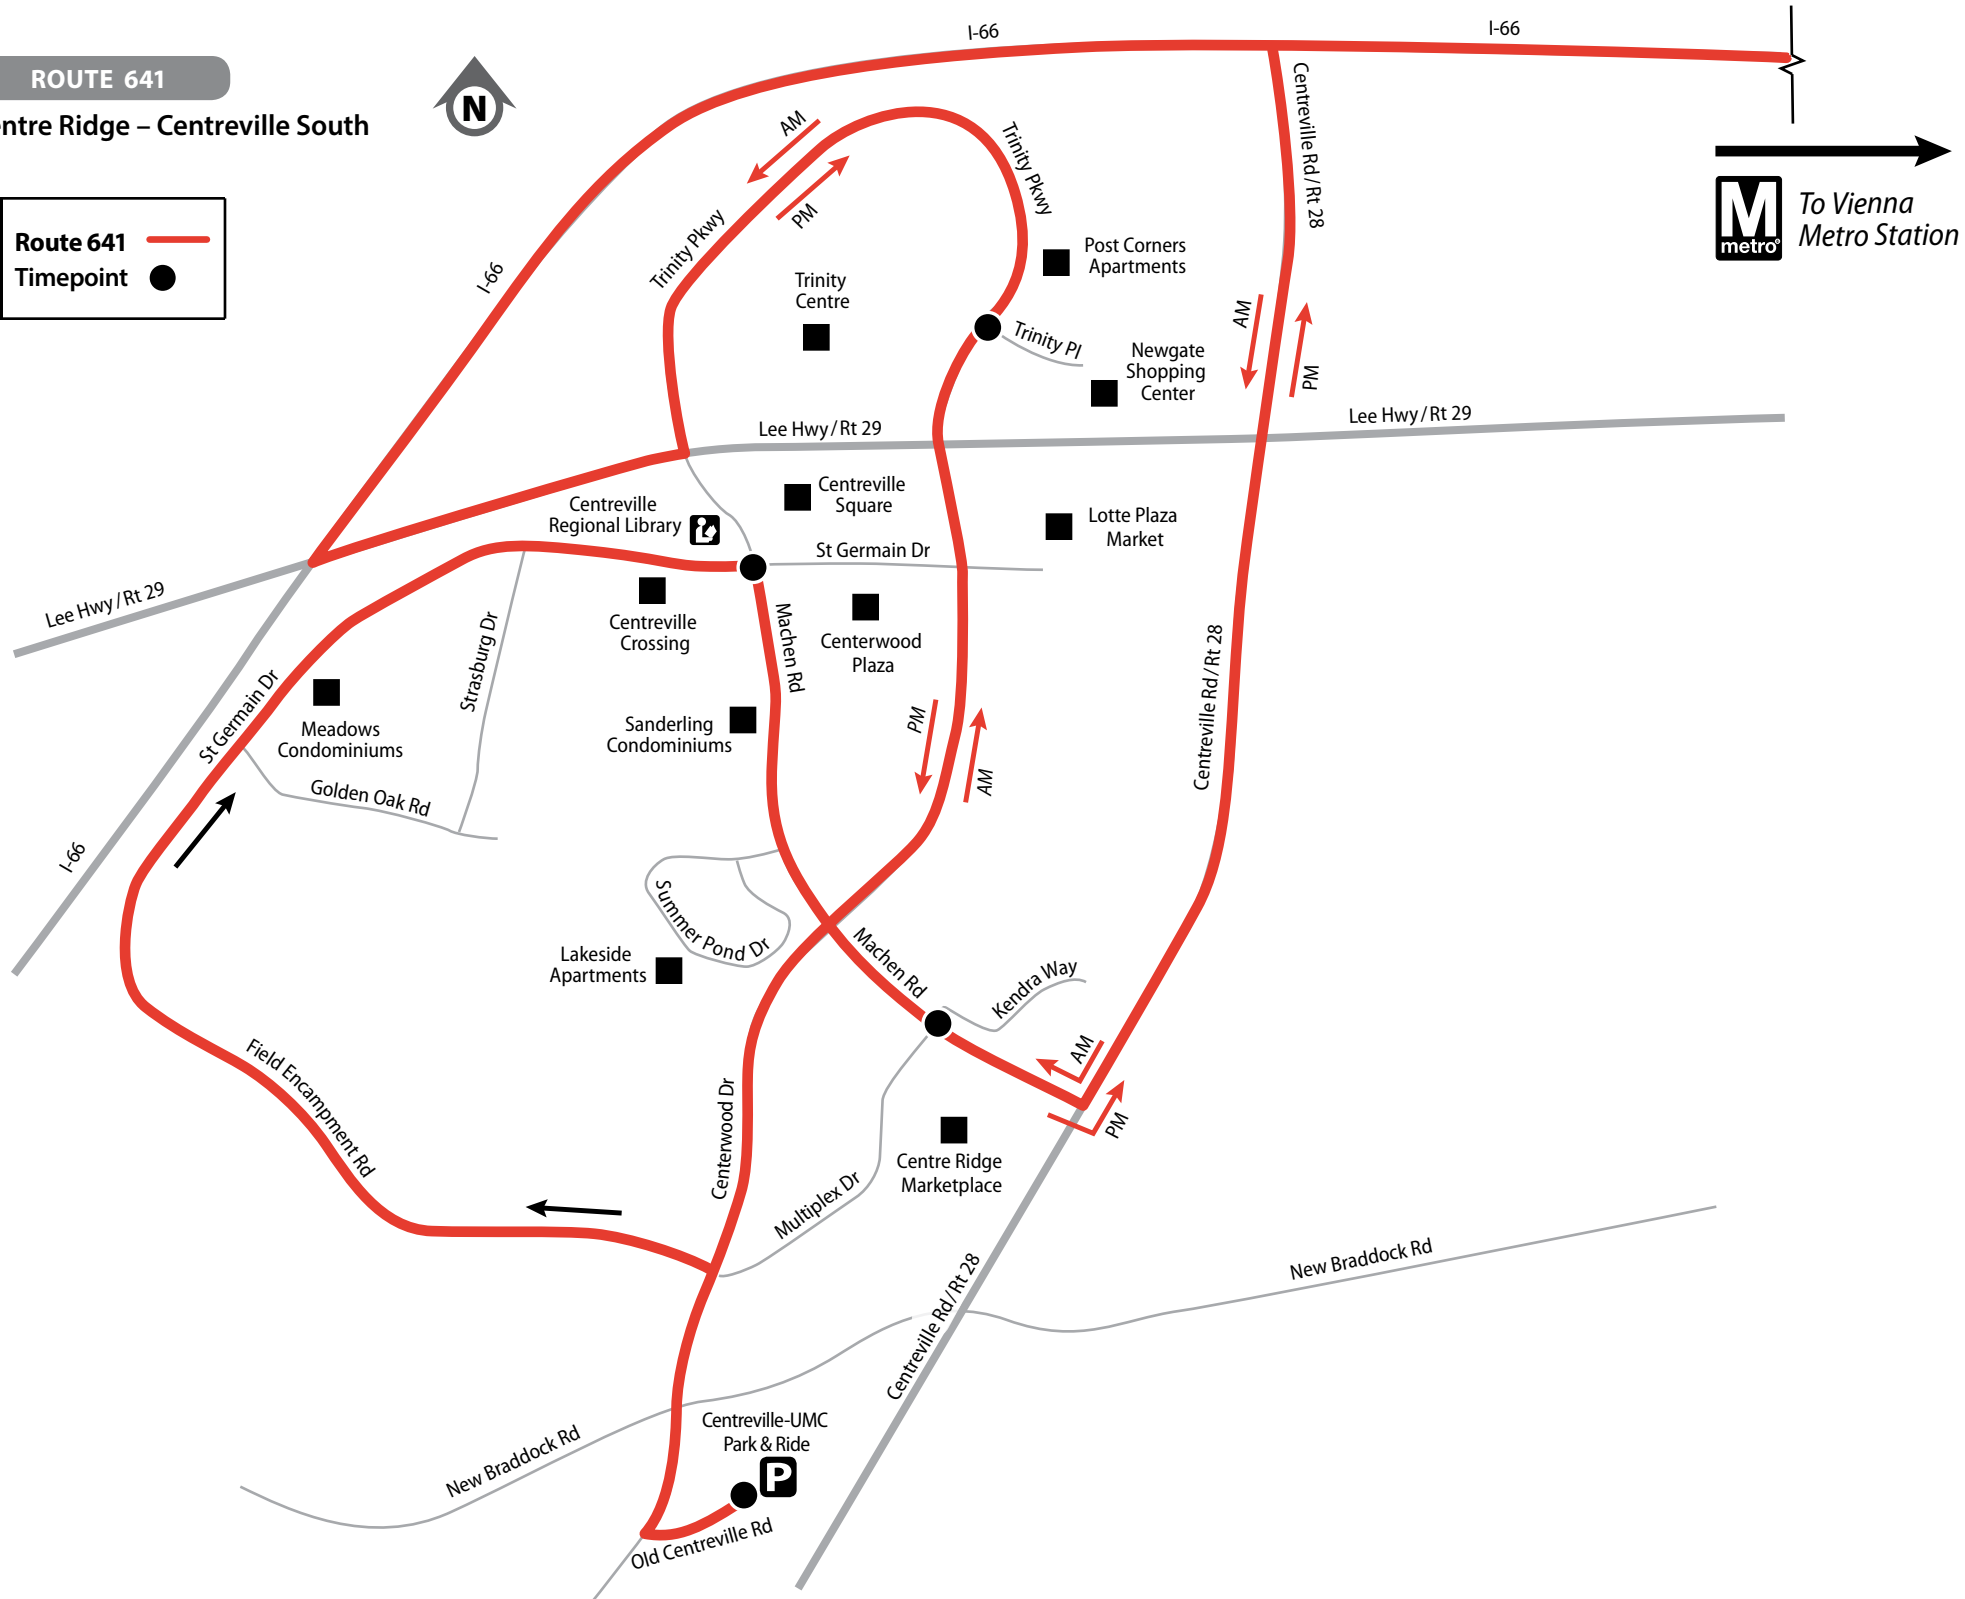 ROUTE 641
entre Ridge – Centreville South
N
Route 641
Timepoint
I-66
I-66
Centreville Rd/Rt 28
M
metro
To Vienna
Metro Station
AM
PM
Trinity Pkwy
Trinity Pkwy
I-66
Post Corners
Apartments
Trinity
Centre
Trinity Pl
Newgate
Shopping
Center
AM
PM
Lee Hwy/Rt 29
Lee Hwy/Rt 29
Centreville
Square
Centreville
Regional Library
Lotte Plaza
Market
St Germain Dr
Lee Hwy/Rt 29
Centreville
Crossing
Machen Rd
Centerwood
Plaza
Strasburg Dr
St Germain Dr
Meadows
Condominiums
Sanderling
Condominiums
PM
AM
Centreville Rd/Rt 28
Golden Oak Rd
I-66
Summer Pond Dr
Lakeside
Apartments
Machen Rd
Kendra Way
AM
PM
Field Encampment Rd
Centerwood Dr
Centre Ridge
Marketplace
Multiplex Dr
New Braddock Rd
Centreville Rd/Rt 28
Centreville-UMC
Park & Ride
P
New Braddock Rd
Old Centreville Rd